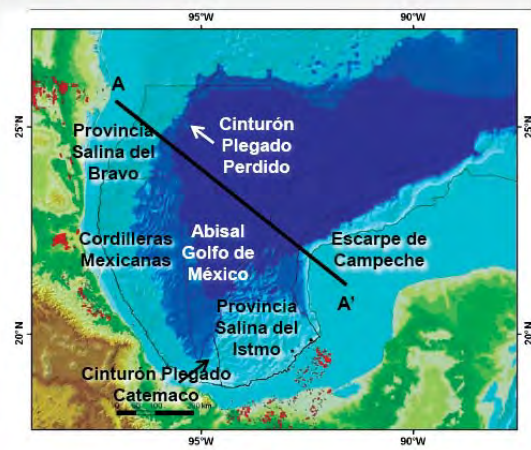 95°W
90°W
A
25°N
25°N
Provincia
Salina del
Bravo
Cinturón
Plegado
Perdido
Cordilleras
Mexicanas
Abisal
Golfo de
México
Escarpe de
Campeche
A'
Provincia
Salina del
Istmo
20°N
20°N
Cinturón Plegado
Catemaco
95°W
90°W